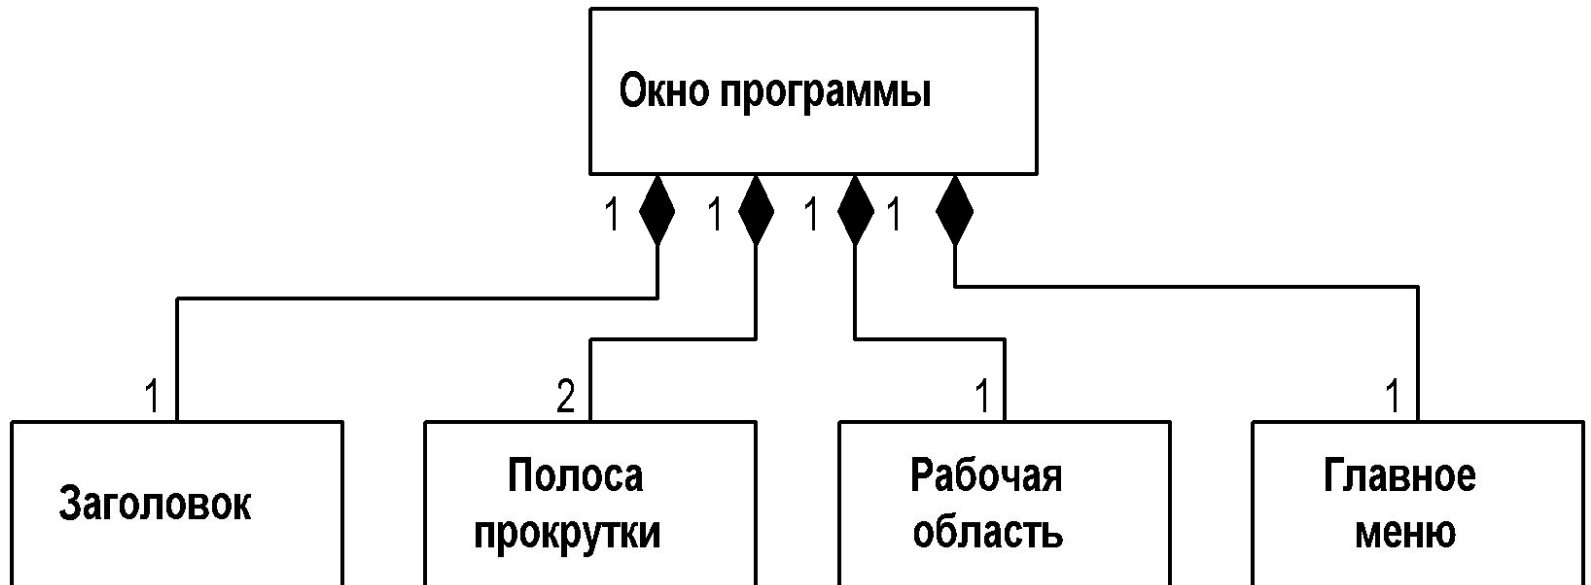 Окно программы
1 1 1 1
1 2 1 1
Заголовок
Полоса
прокрутки
Рабочая
область
Главное
меню